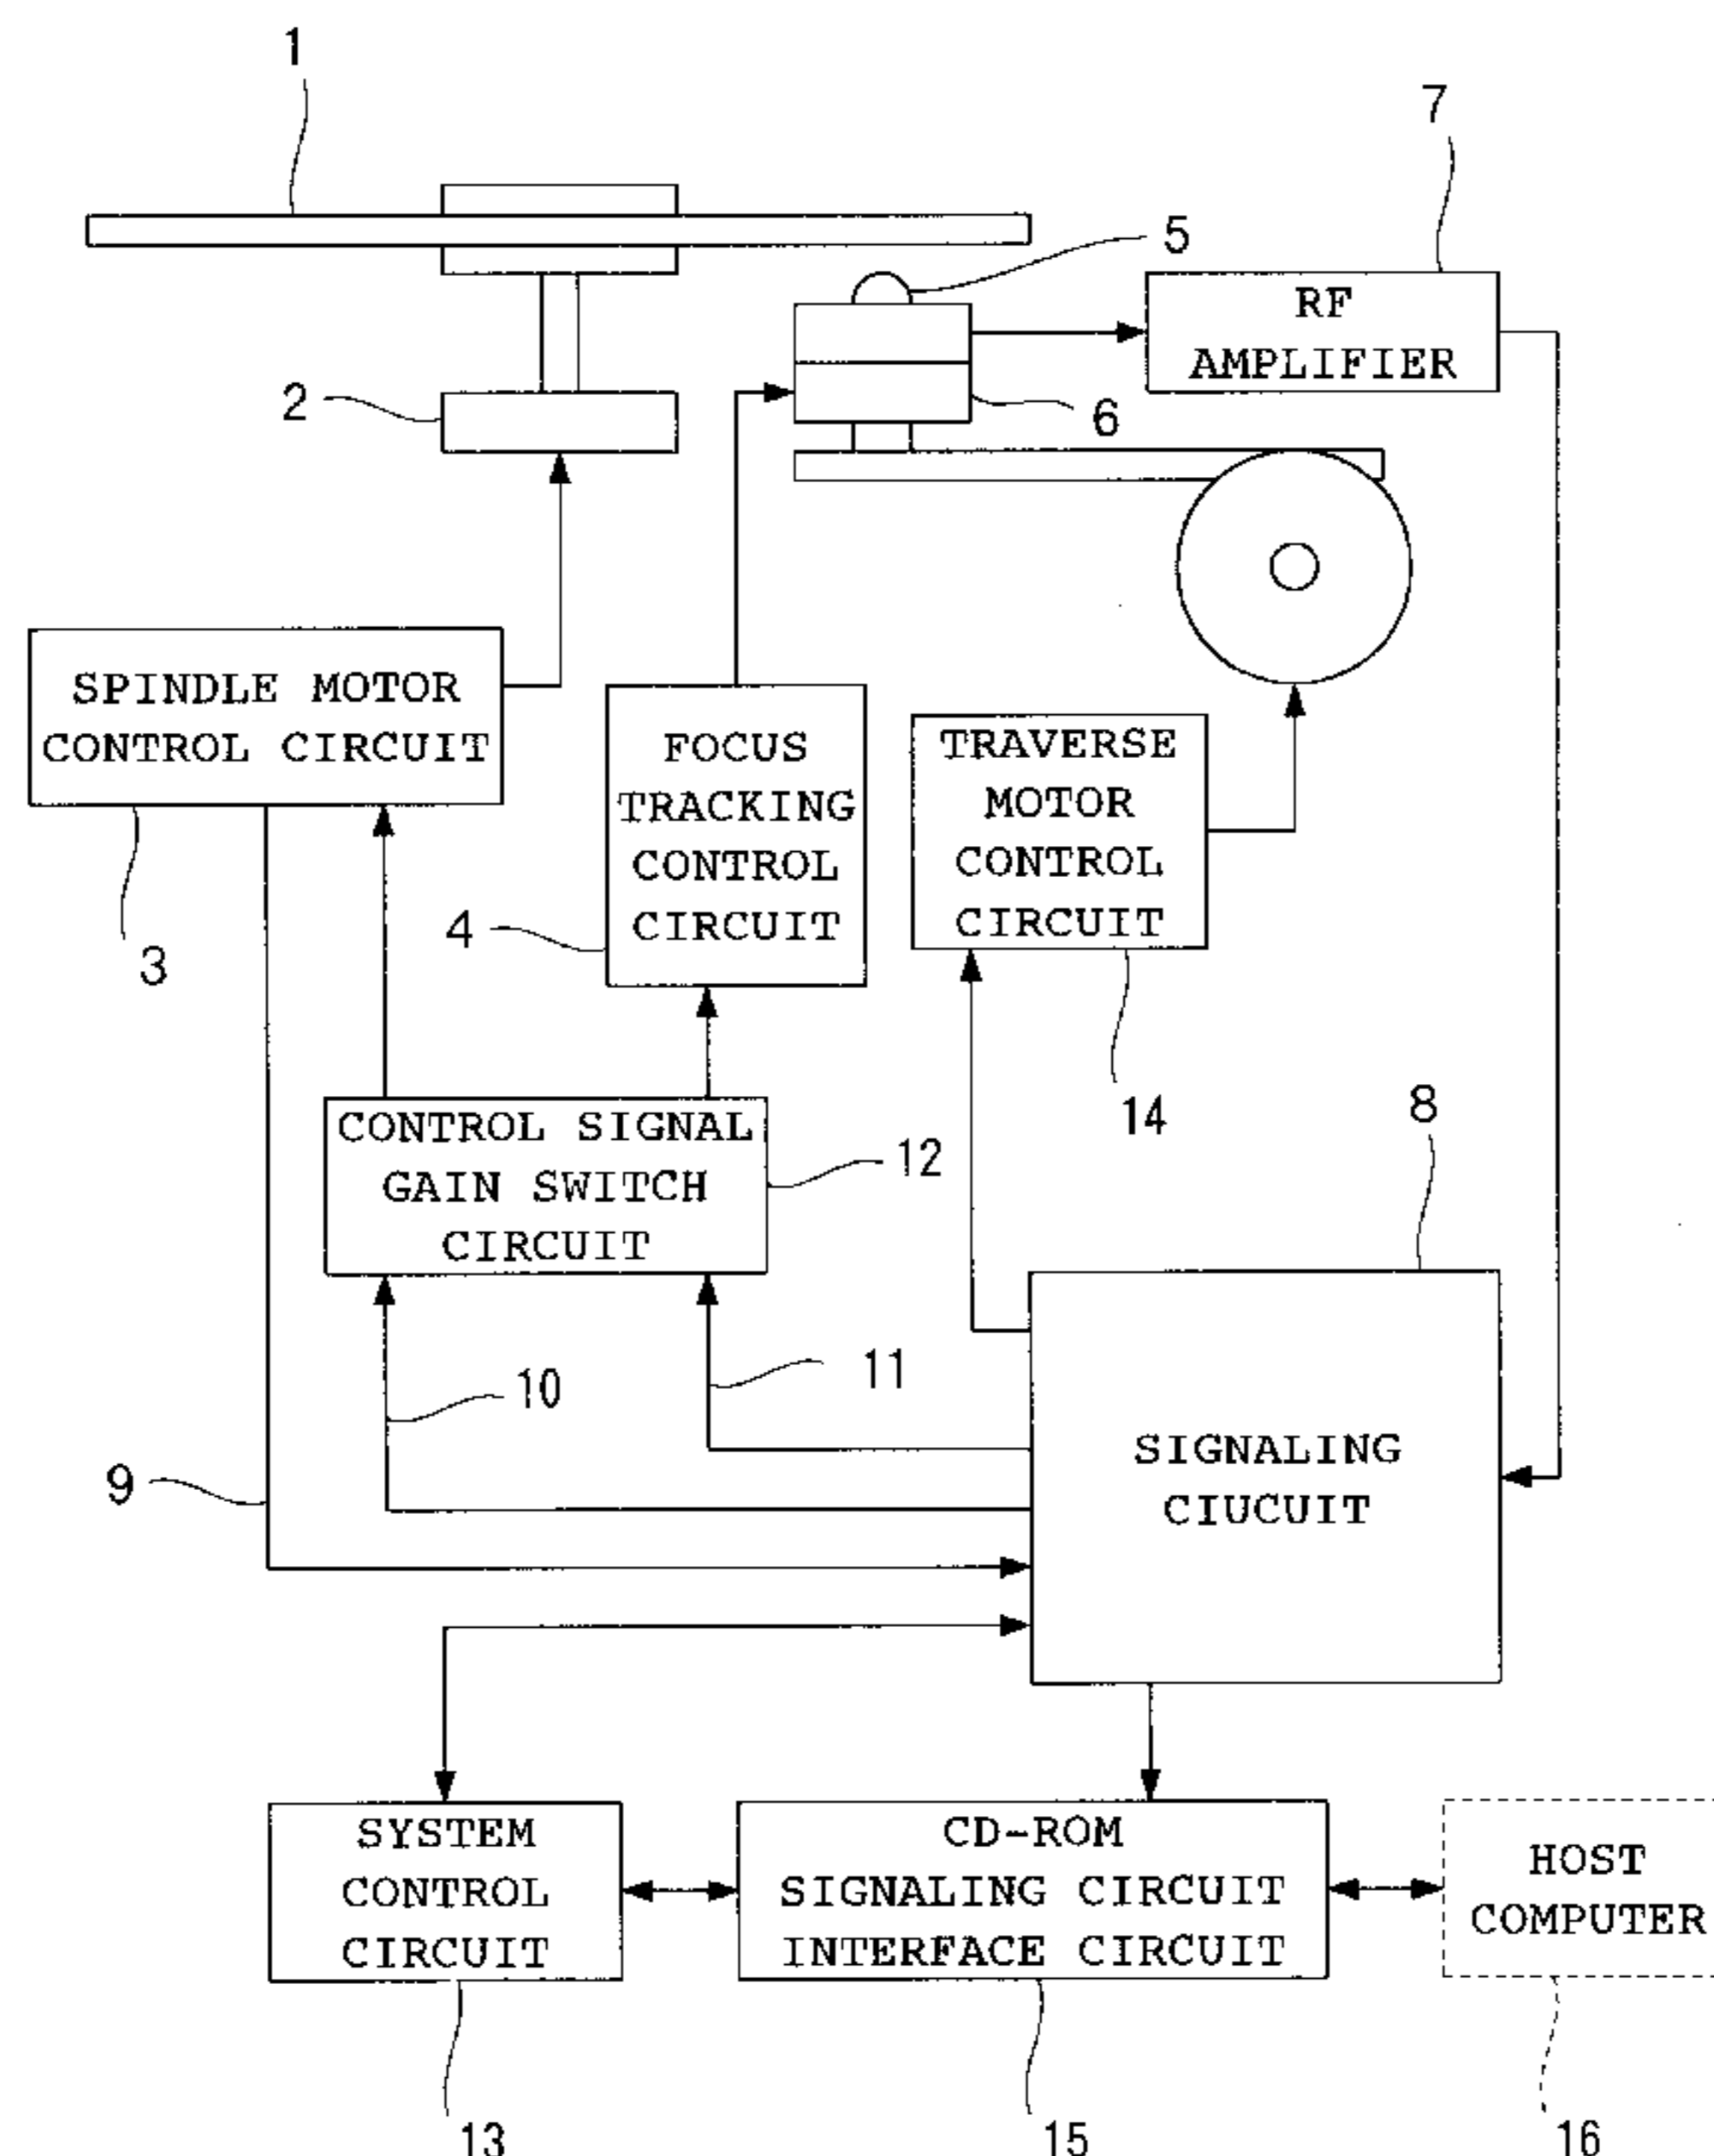 1
7
5
RF
AMPLIFIER
2
6
SPINDLE MOTOR
CONTROL CIRCUIT
FOCUS
TRACKING
CONTROL
CIRCUIT
TRAVERSE
MOTOR
CONTROL
CIRCUIT
4
3
14
8
CONTROL SIGNAL
GAIN SWITCH
CIRCUIT
12
10
11
9
SIGNALING
CIUCUIT
SYSTEM
CONTROL
CIRCUIT
CD-ROM
SIGNALING CIRCUIT
INTERFACE CIRCUIT
HOST
COMPUTER
13
15
16